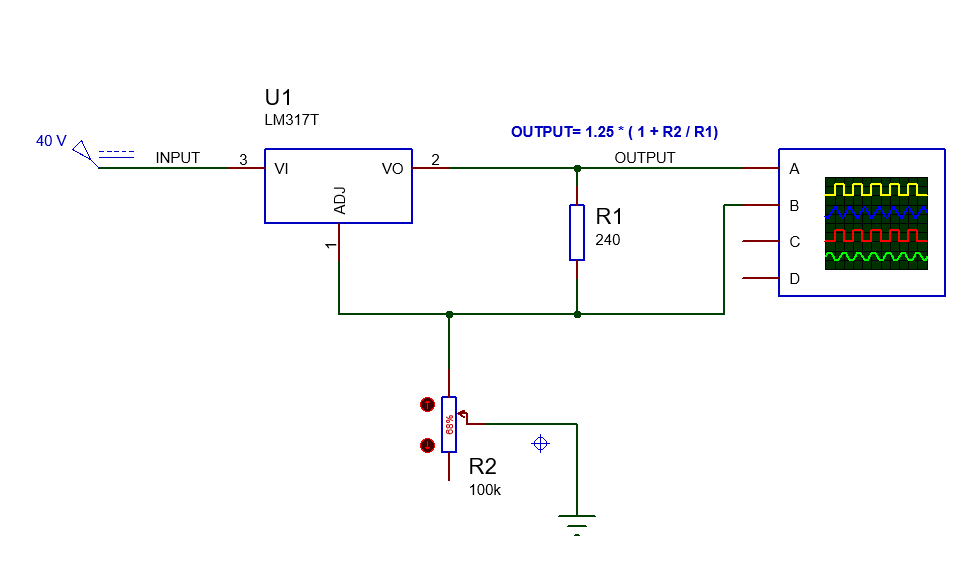 U1
LM317T
OUTPUT= 1.25 * ( 1 + R2 / R1)
40 V
INPUT
3
VI
VO
2
OUTPUT
A
ADJ
1
R1
240
B
C
D
68%
R2
100k